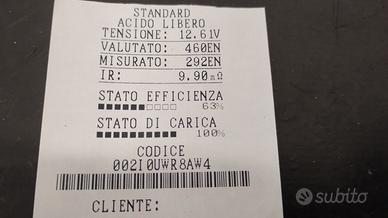 STANDARD
ACIDO LIBERO
TENSIONE: 12.61V
VALUTATO: 460EN
MISURATO: 292EN
IR: 9.90mΩ
STATO EFFICIENZA
63%
STATO DI CARICA
100%
CODICE
002I0UWR8AW4
CLIENTE:
subito